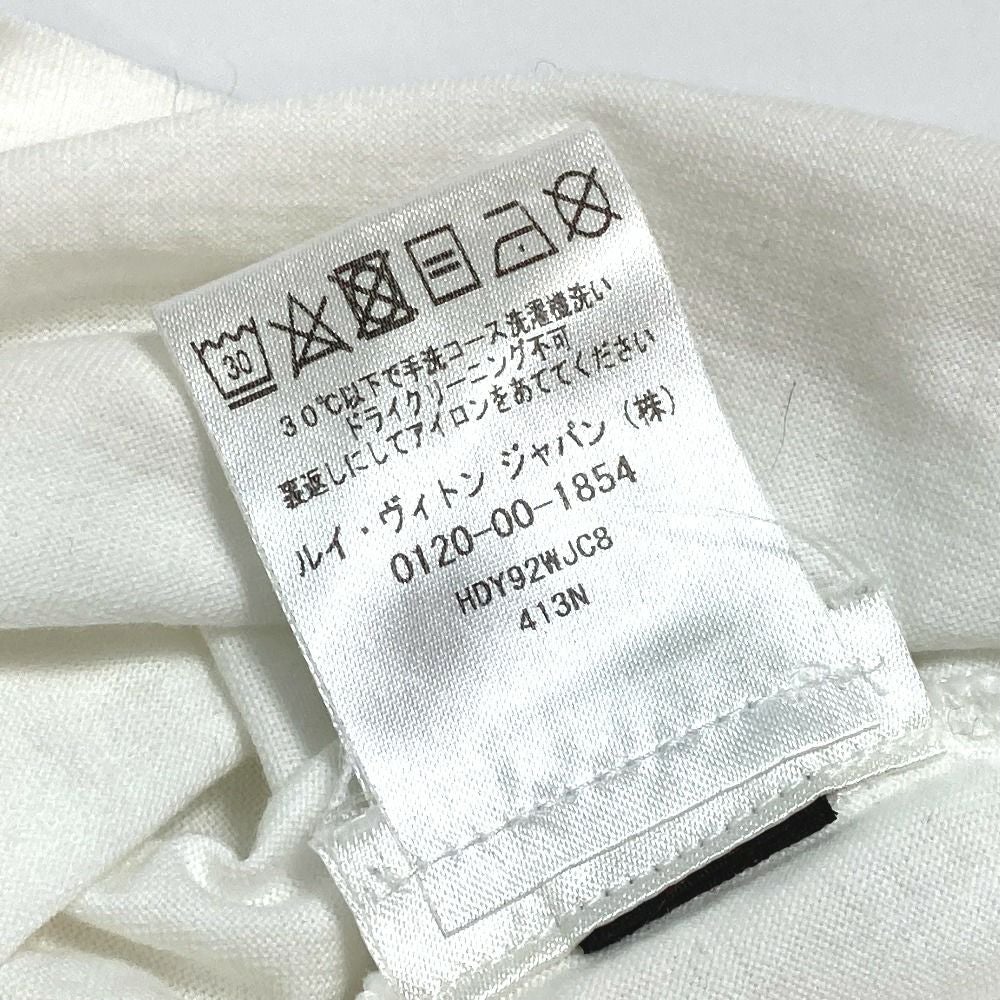 30
30℃以下で手洗コース洗濯機洗い
ドライクリーニング不可
裏返しにしてアイロンをあててください
ルイ・ヴィトン ジャパン (株)
0120-00-1854
HDY92WJC8
413N